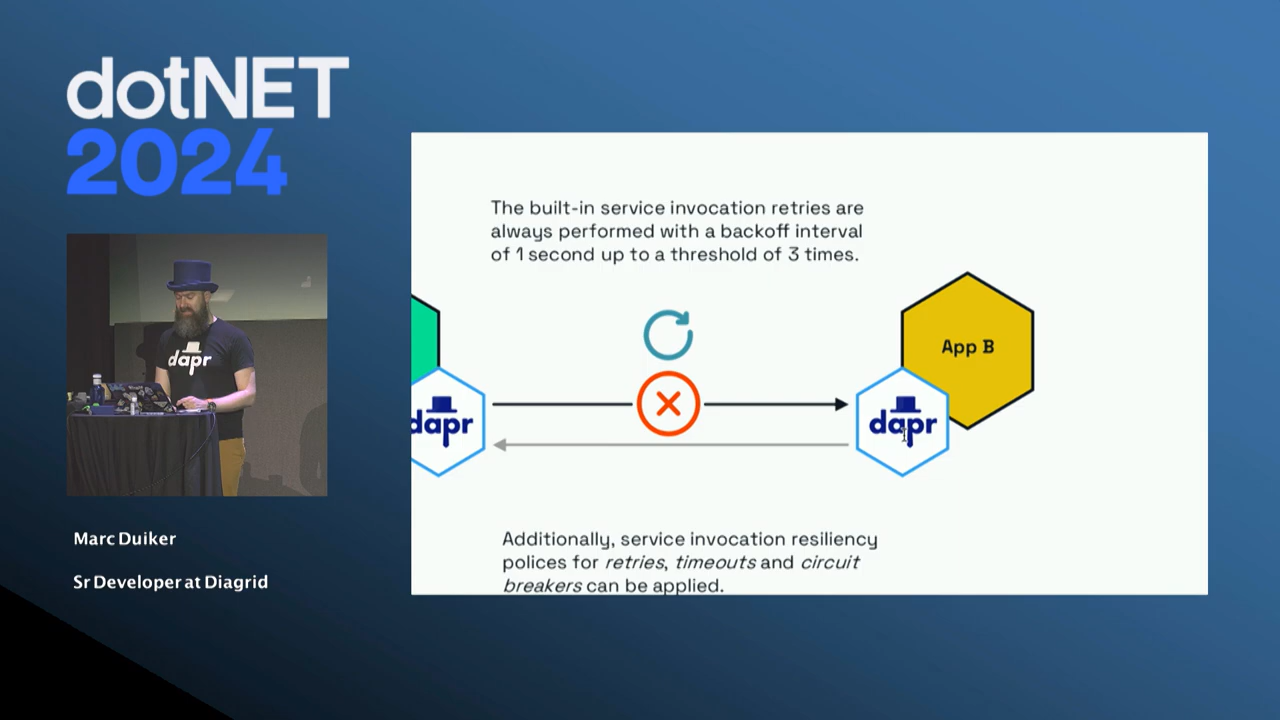 dotNET
2024
The built-in service invocation retries are
always performed with a backoff interval
of 1 second up to a threshold of 3 times.
App B
dapr
dapr
dapr
Additionally, service invocation resiliency
polices for retries, timeouts and circuit
breakers can be applied.
Marc Duiker
Sr Developer at Diagrid